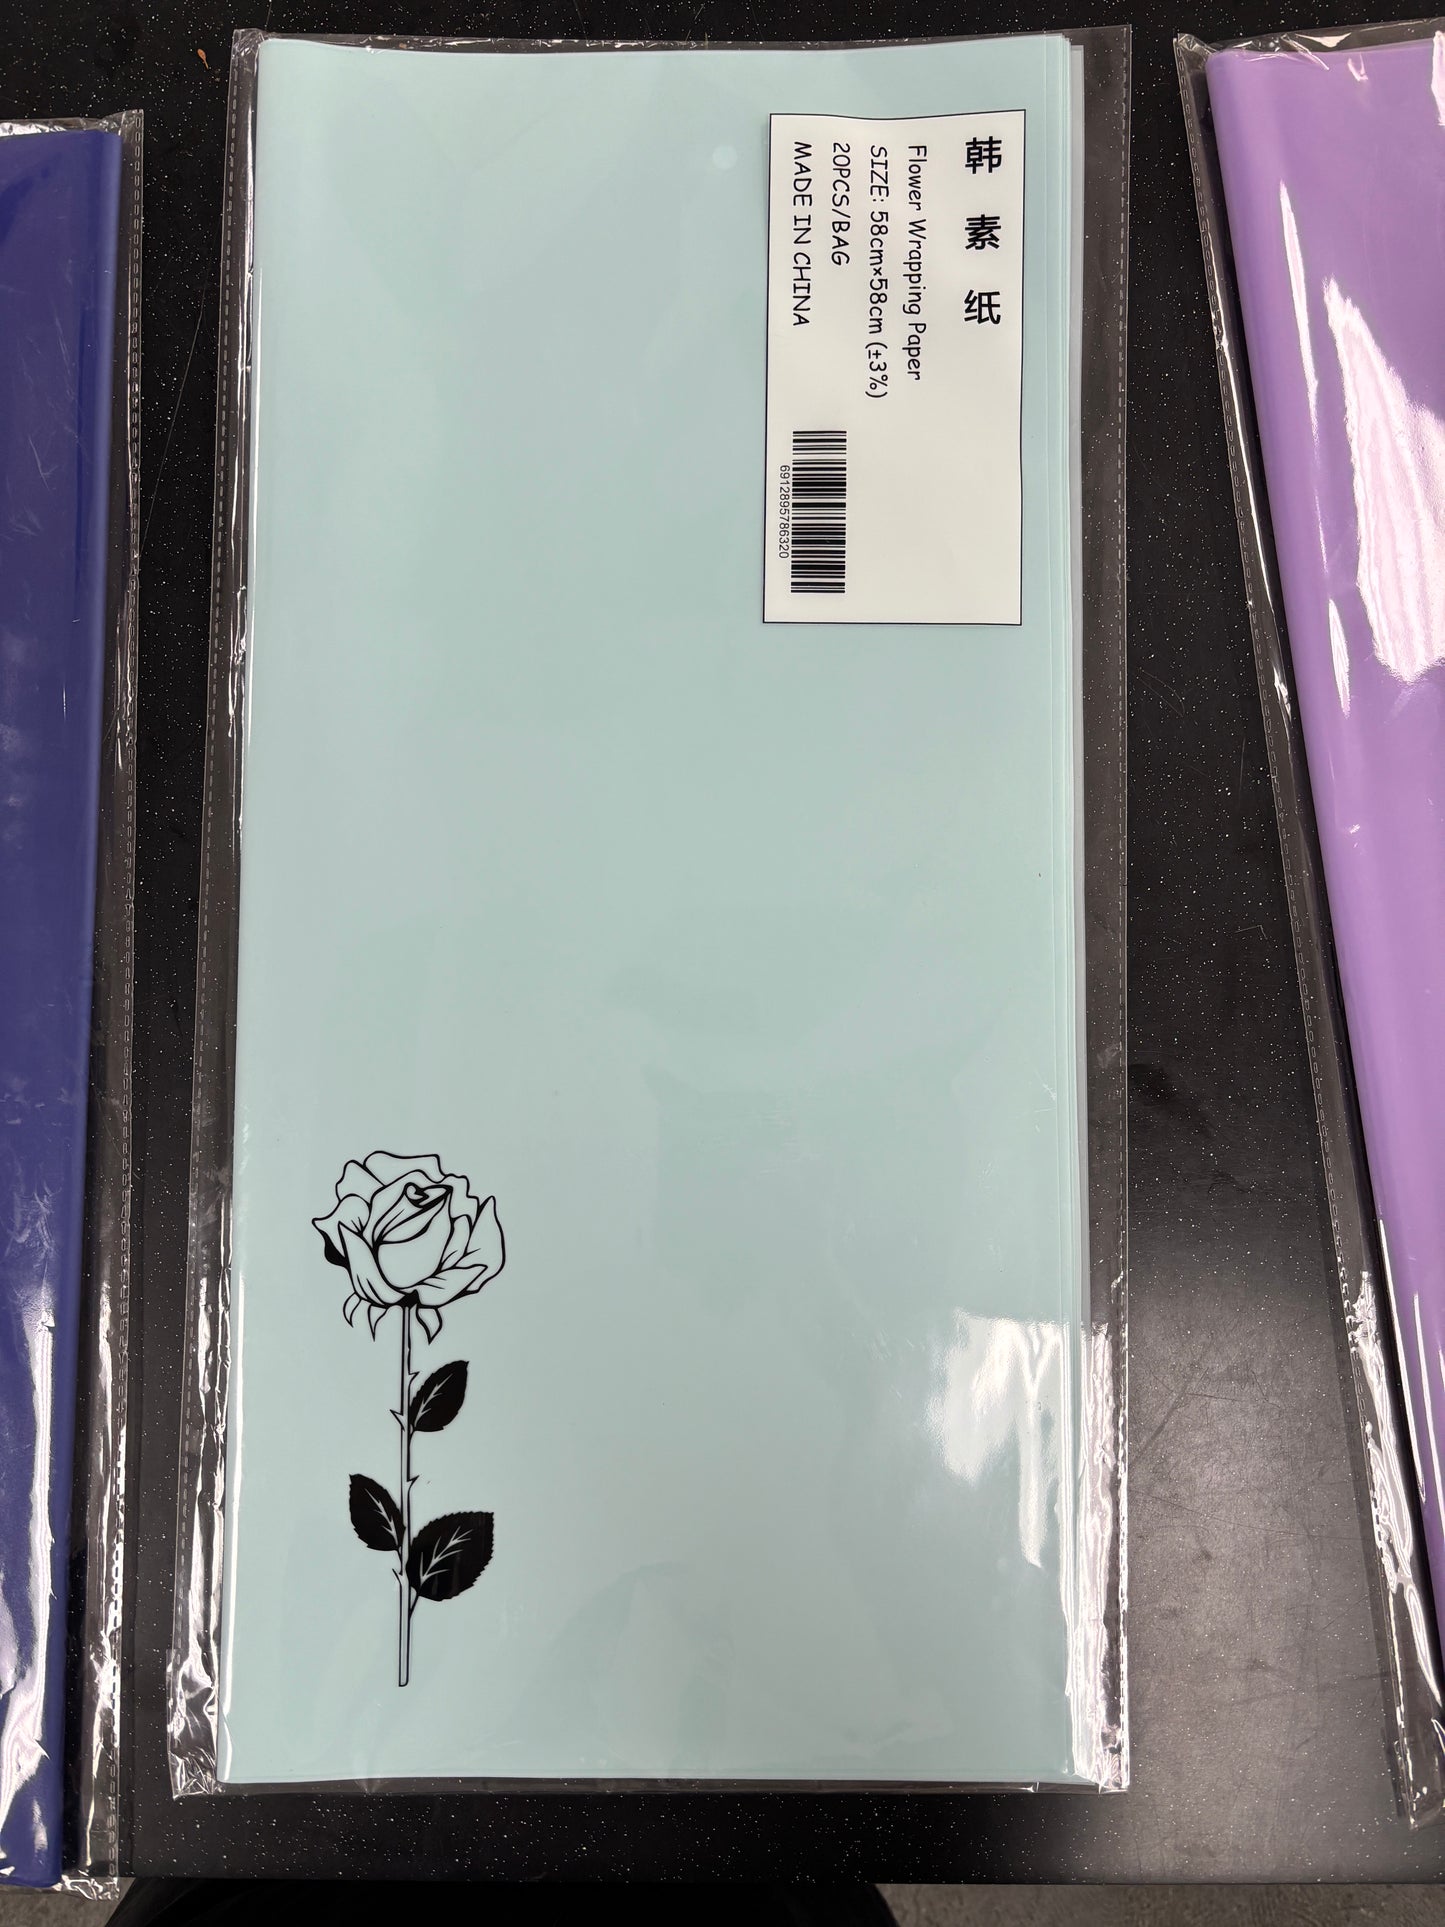 韩素纸
Flower Wrapping Paper
SIZE: 58cm×58cm (±3%)
20PCS/BAG
MADE IN CHINA
6912895786320